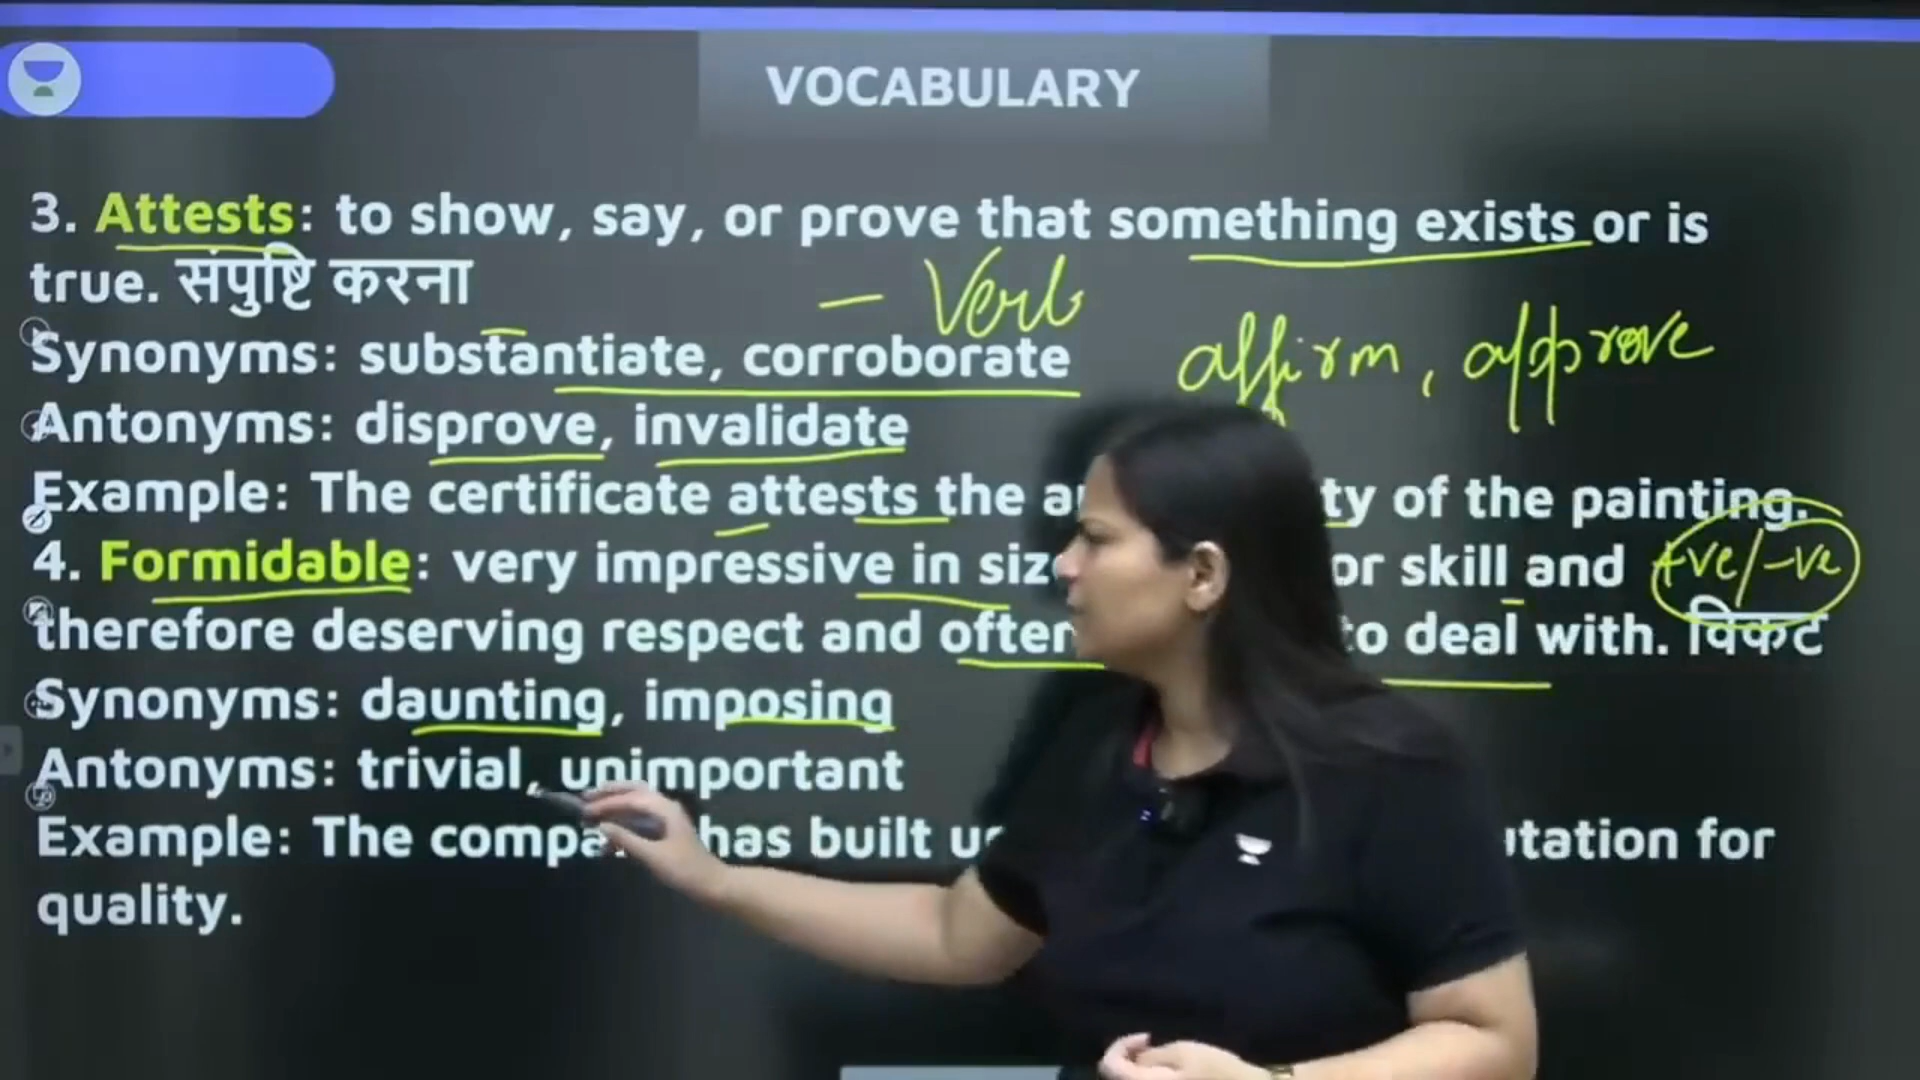 VOCABULARY
3. Attests: to show, say, or prove that something exists or is
true. संपुष्टि करना
– Verb
Synonyms: substantiate, corroborate
affirm, approve
Antonyms: disprove, invalidate
Example: The certificate attests the ty of the painting.
4. Formidable: very impressive in siz or skill and
+ve/-ve
therefore deserving respect and often to deal with. विकट
Synonyms: daunting, imposing
Antonyms: trivial, unimportant
Example: The compa has built u utation for
quality.